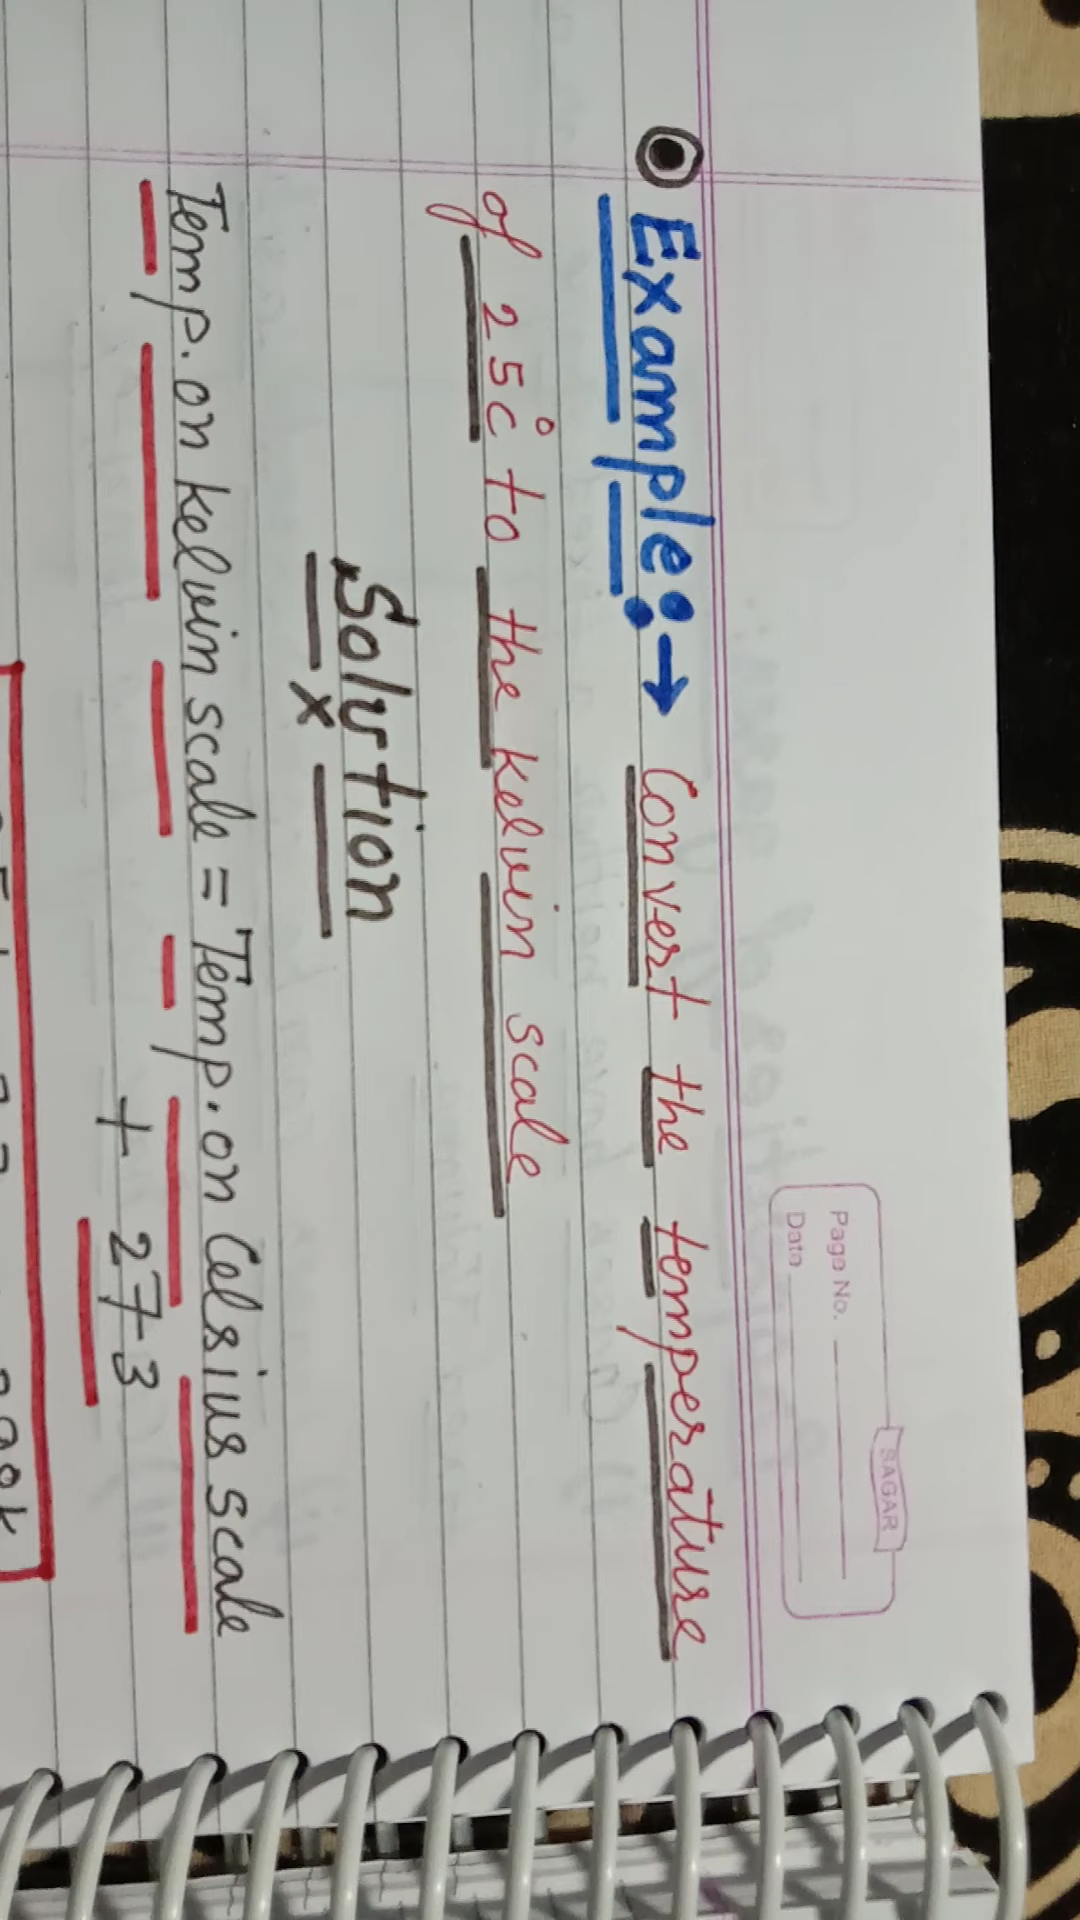 SAGAR
Page No.
Date
Example:→ Convert the temperature
of 25c° to the kelvin scale
Solution
x
Temp. on kelvin scale = Temp. on Celsius scale
+ 273